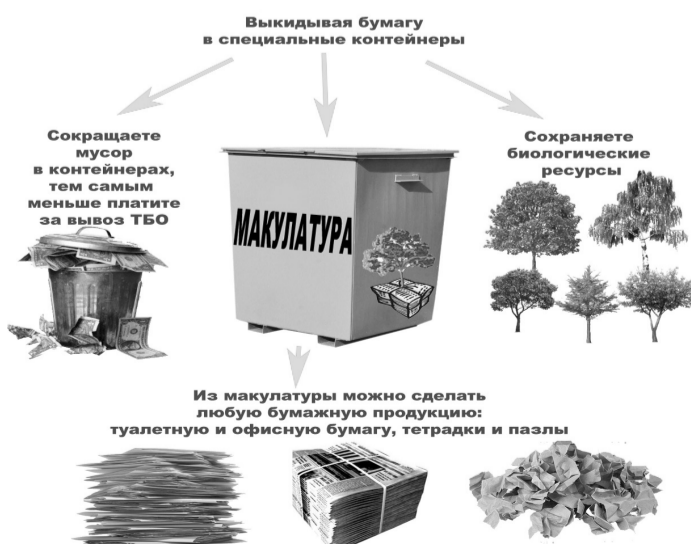 Выкидывая бумагу
в специальные контейнеры
Сокращаете
мусор
в контейнерах,
тем самым
меньше платите
за вывоз ТБО
МАКУЛАТУРА
Сохраняете
биологические
ресурсы
Из макулатуры можно сделать
любую бумажную продукцию:
туалетную и офисную бумагу, тетрадки и пазлы